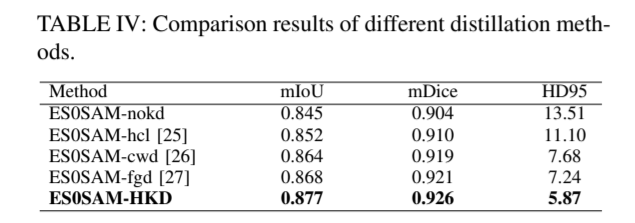 TABLE IV: Comparison results of different distillation meth-
ods.
Method mIoU mDice HD95
ES0SAM-nokd 0.845 0.904 13.51
ES0SAM-hcl [25] 0.852 0.910 11.10
ES0SAM-cwd [26] 0.864 0.919 7.68
ES0SAM-fgd [27] 0.868 0.921 7.24
ES0SAM-HKD 0.877 0.926 5.87